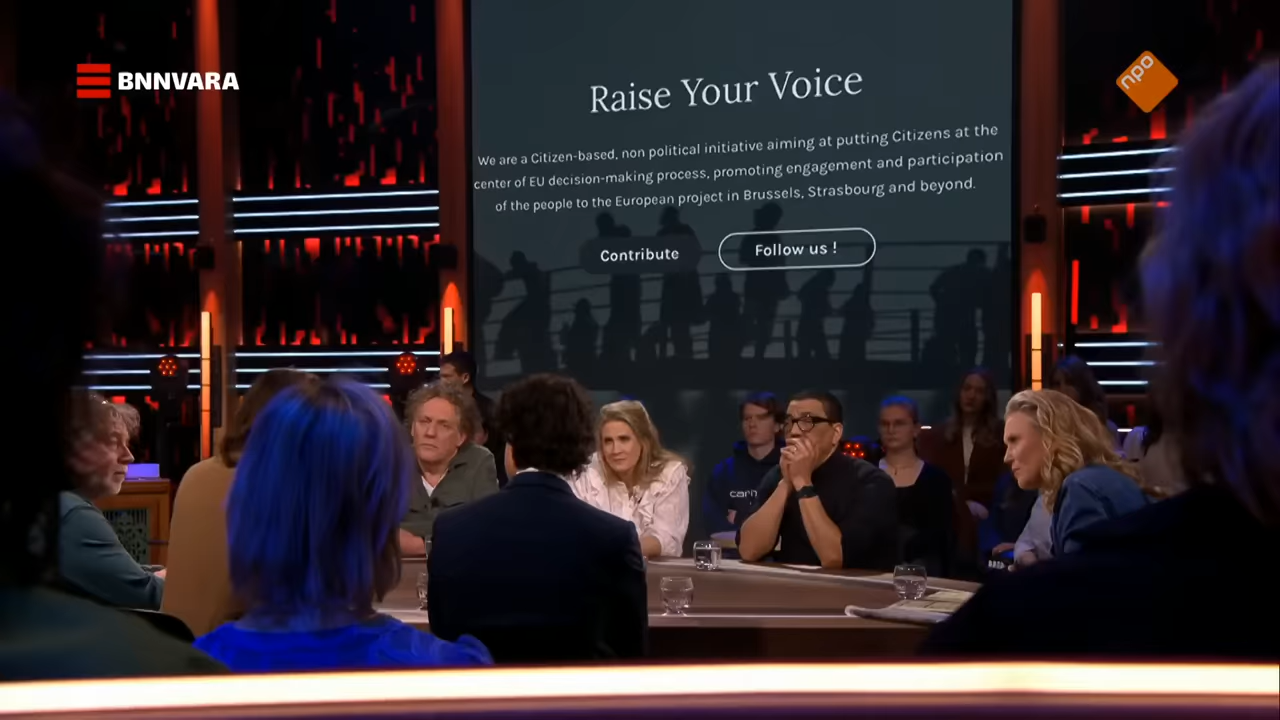 BNNVARA
npo
Raise Your Voice
We are a Citizen-based, non political initiative aiming at putting Citizens at the
center of EU decision-making process, promoting engagement and participation
of the people to the European project in Brussels, Strasbourg and beyond.
Contribute
Follow us !
carh